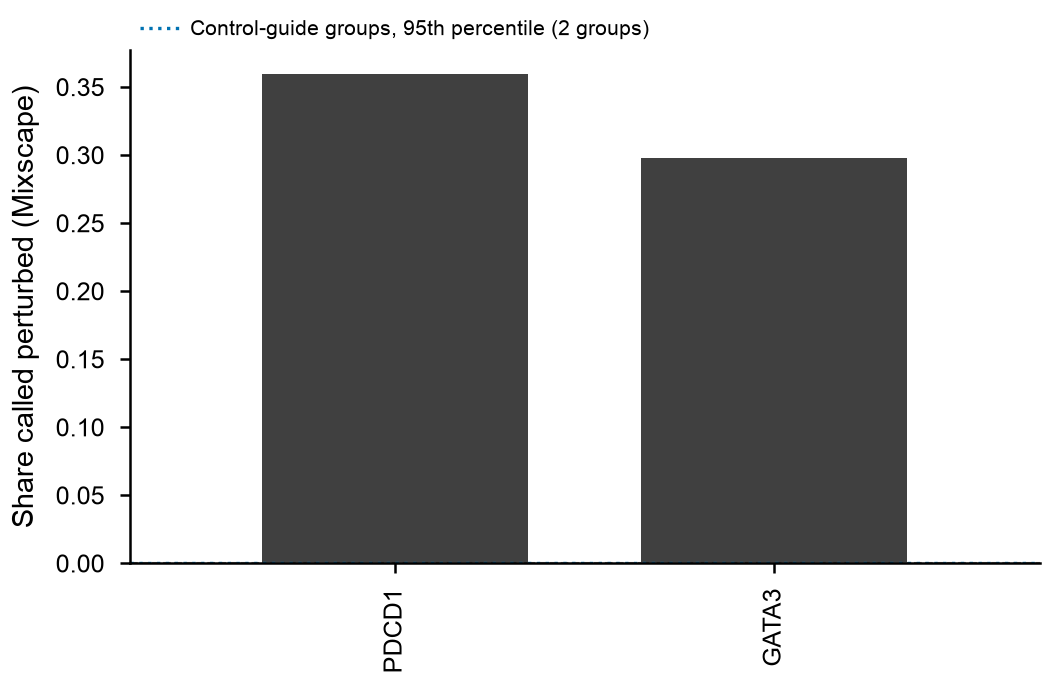 Control-guide groups, 95th percentile (2 groups)
Share called perturbed (Mixscape)
0.35
0.30
0.25
0.20
0.15
0.10
0.05
0.00
PDCD1
GATA3